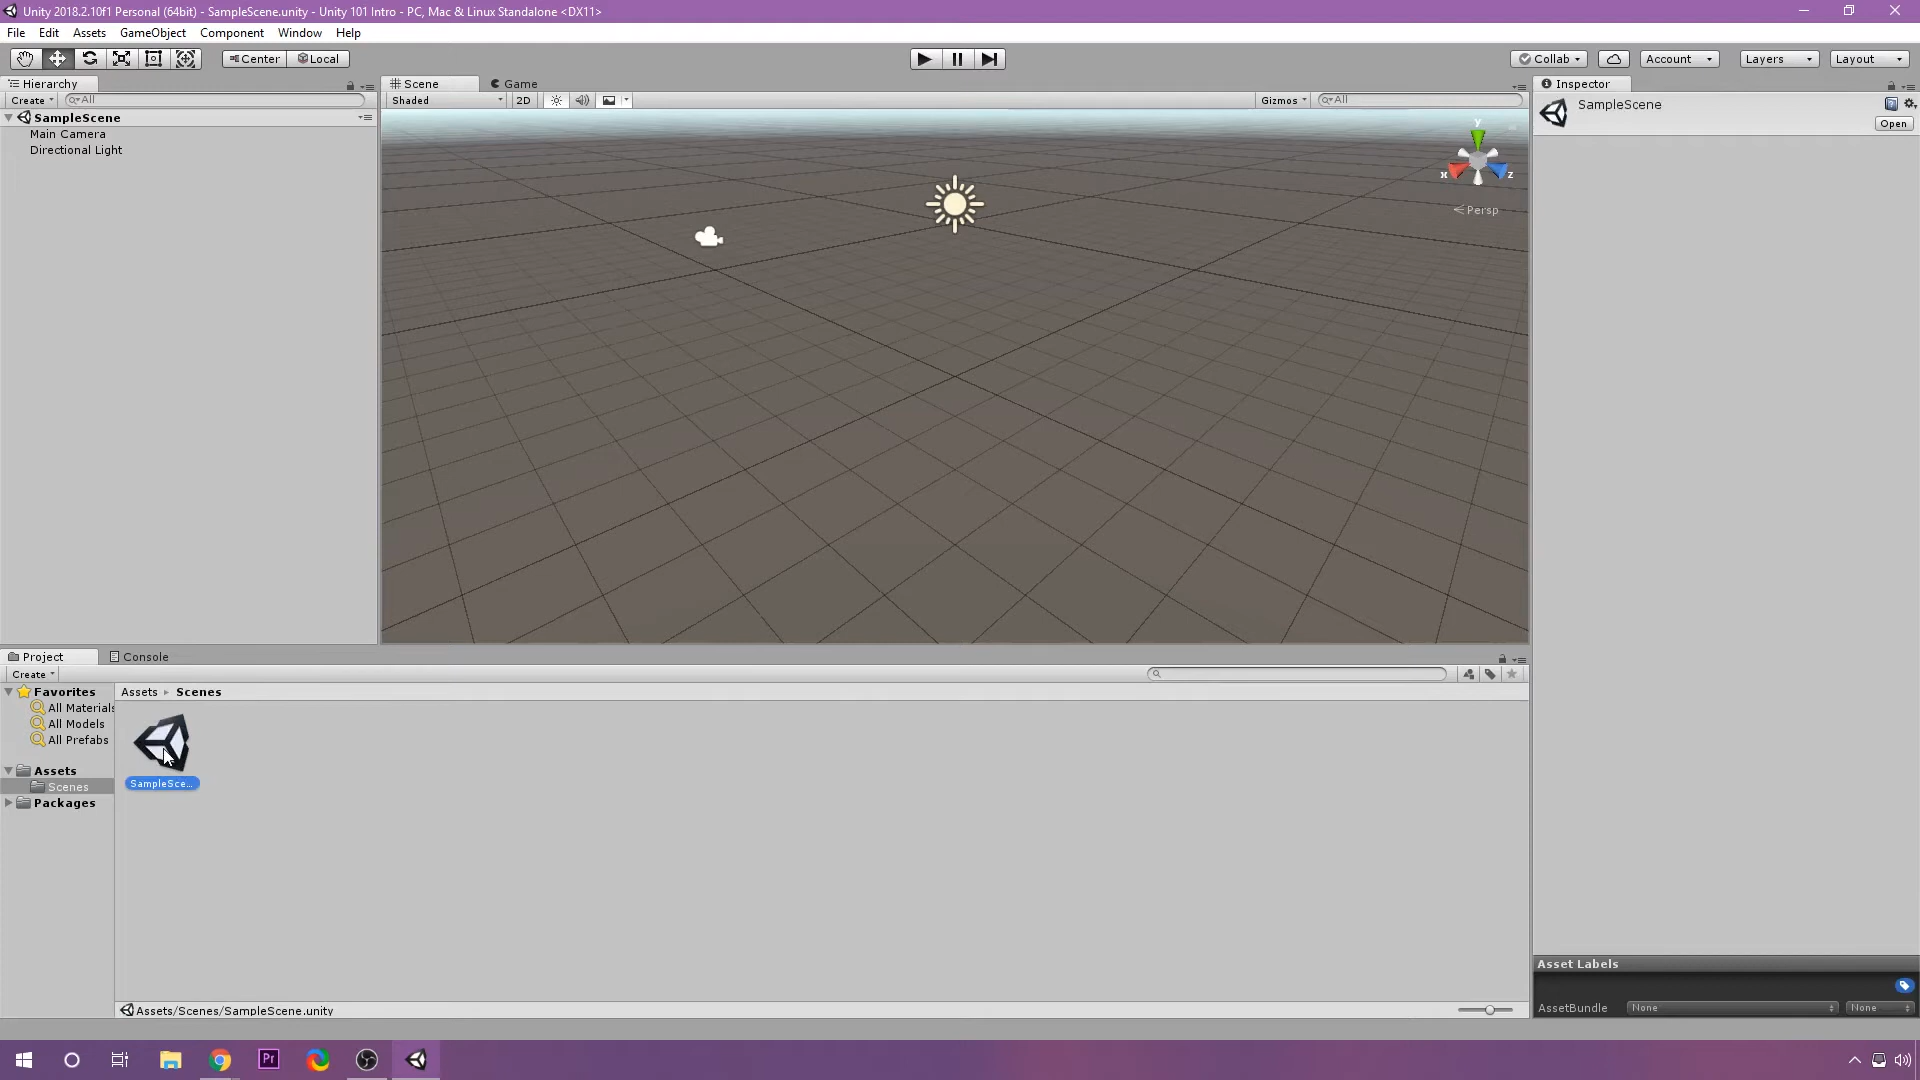 Unity 2018.2.10f1 Personal (64bit) - SampleScene.unity - Unity 101 Intro - PC, Mac & Linux Standalone <DX11>
File Edit Assets GameObject Component Window Help
Center Local Collab Account Layers Layout
Hierarchy
Create All
SampleScene
Main Camera
Directional Light
Scene Game
Shaded 2D Gizmos All
y
x z
Persp
Inspector
SampleScene
Open
Project Console
Create
Favorites
All Materials
All Models
All Prefabs
Assets
Scenes
Packages
Assets Scenes
SampleSce...
Assets/Scenes/SampleScene.unity
Asset Labels
AssetBundle None None
Pr